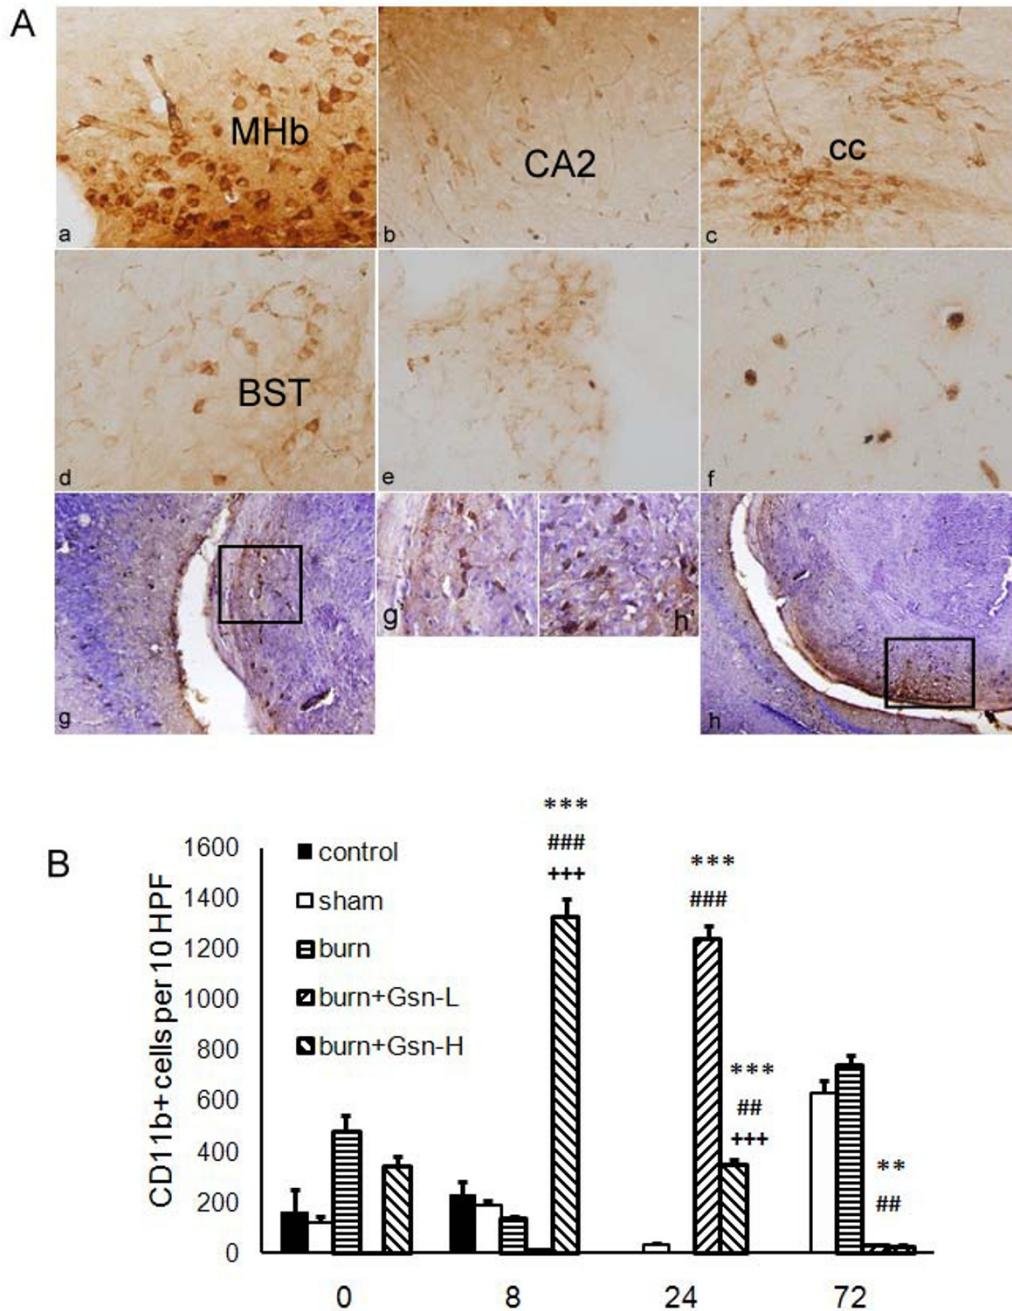 A
MHb
a
CA2
b
cc
c
BST
d
e
f
g
g'
h'
h
B
CD11b+ cells per 10 HPF
1600
1400
1200
1000
800
600
400
200
0
control
sham
burn
burn+Gsn-L
burn+Gsn-H
***
###
+++
***
###
***
##
+++
**
##
0
8
24
72